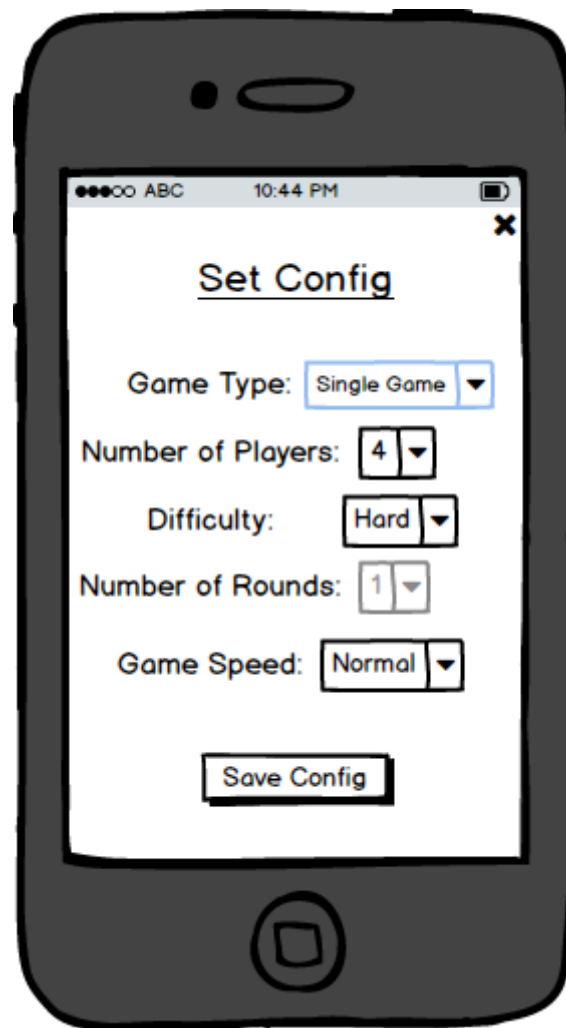 ABC 10:44 PM
Set Config
Game Type: Single Game
Number of Players: 4
Difficulty: Hard
Number of Rounds: 1
Game Speed: Normal
Save Config